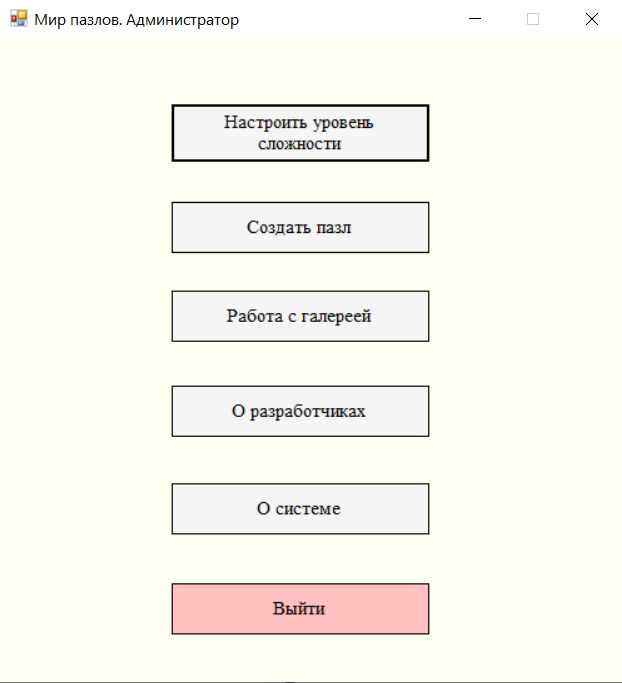 Мир пазлов. Администратор
Настроить уровень
сложности
Создать пазл
Работа с галереей
О разработчиках
О системе
Выйти